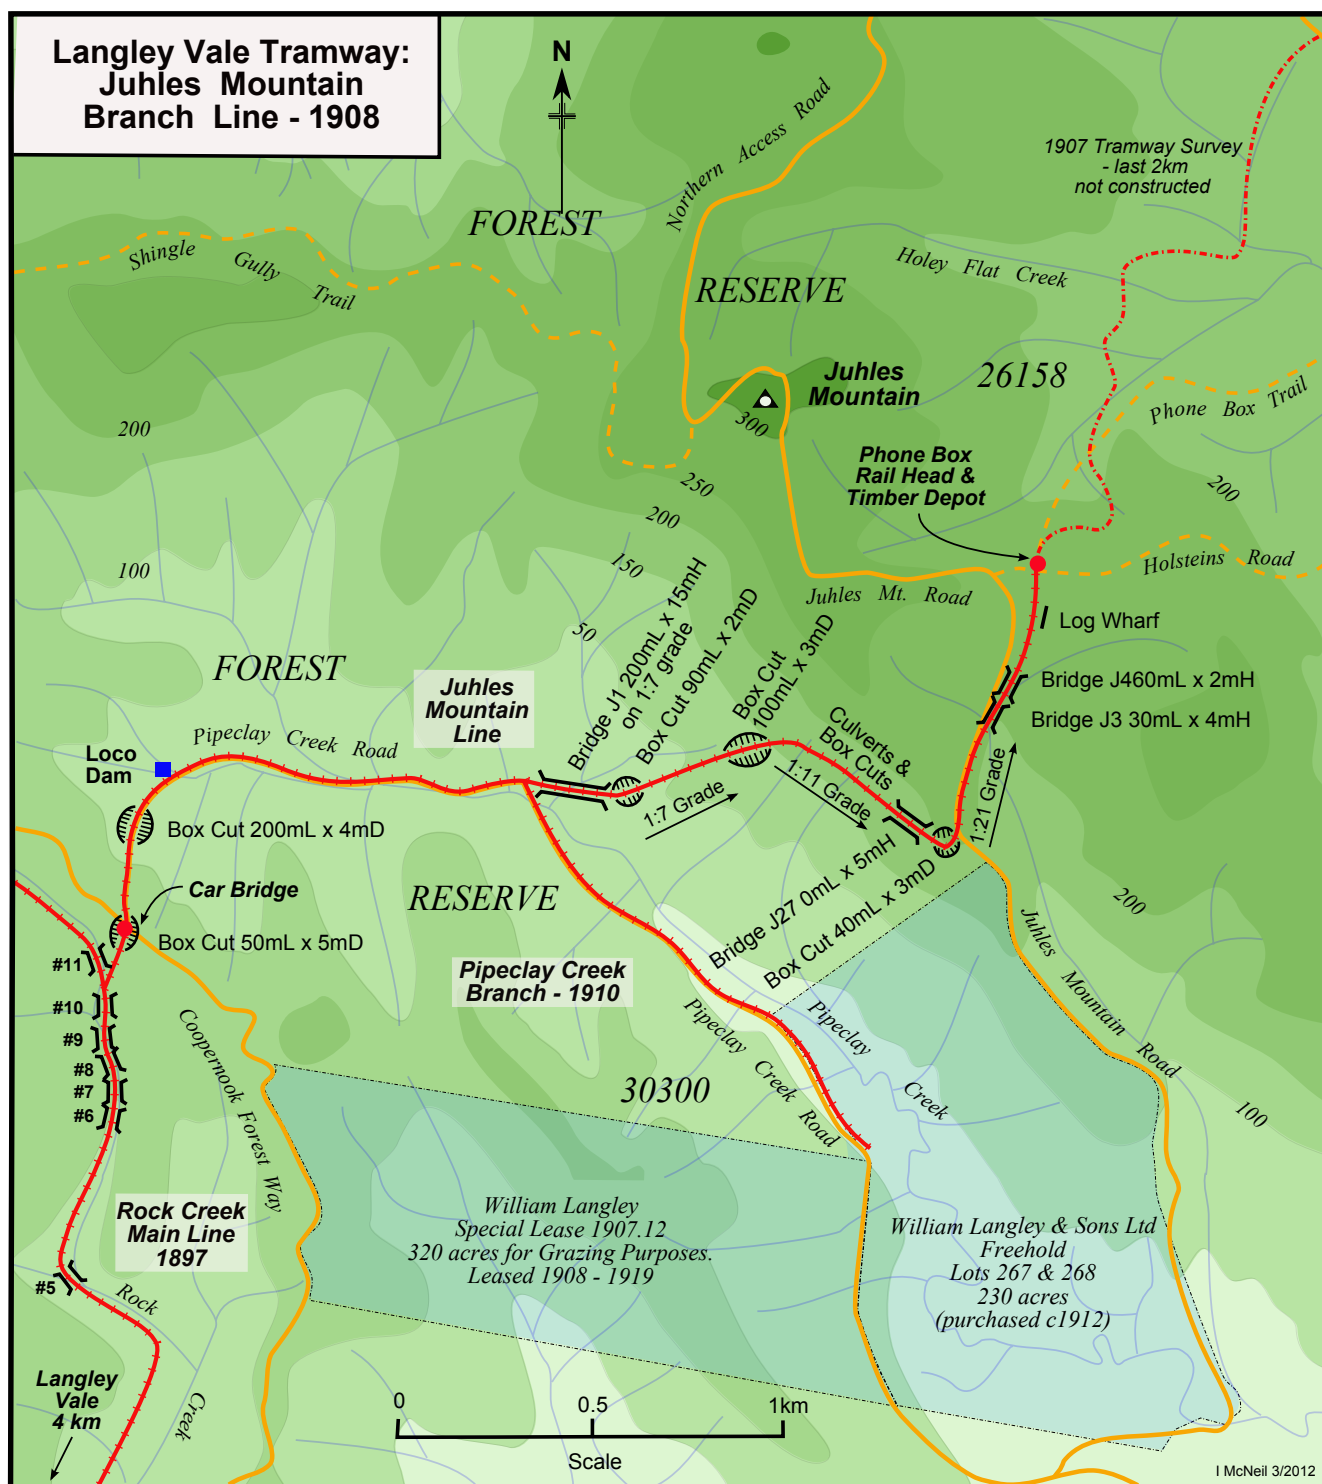 Langley Vale Tramway:
Juhles Mountain
Branch Line - 1908
N
Northern Access Road
1907 Tramway Survey
- last 2km
not constructed
FOREST
Shingle Gully Trail
Holey Flat Creek
RESERVE
Juhles
Mountain
26158
300
Phone Box Trail
200
Phone Box
Rail Head &
Timber Depot
250
200
200
150
100
Holsteins Road
Juhles Mt. Road
Log Wharf
50
Bridge J1 200mL x 15mH
on 1:7 grade
Box Cut 90mL x 2mD
Box Cut
100mL x 3mD
FOREST
Juhles
Mountain
Line
Bridge J460mL x 2mH
Bridge J3 30mL x 4mH
Culverts &
Box Cuts
Pipeclay Creek Road
Loco
Dam
1:7 Grade
1:11 Grade
1:21 Grade
Box Cut 200mL x 4mD
Car Bridge
RESERVE
Bridge J27 0mL x 5mH
Box Cut 40mL x 3mD
200
Box Cut 50mL x 5mD
#11
Pipeclay Creek
Branch - 1910
Juhles Mountain Road
#10
Pipeclay Creek
Pipeclay Creek Road
#9
Coopernook Forest Way
#8
#7
30300
#6
100
Rock Creek
Main Line
1897
William Langley
Special Lease 1907.12
320 acres for Grazing Purposes.
Leased 1908 - 1919
William Langley & Sons Ltd
Freehold
Lots 267 & 268
230 acres
(purchased c1912)
#5
Rock Creek
Langley
Vale
4 km
0 0.5 1km
Scale
I McNeil 3/2012